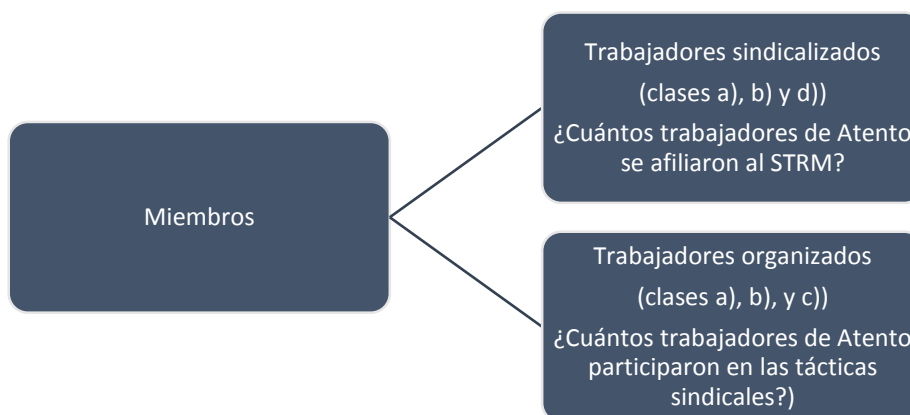 Trabajadores sindicalizados
(clases a), b) y d))
¿Cuántos trabajadores de Atento
se afiliaron al STRM?
Miembros
Trabajadores organizados
(clases a), b), y c))
¿Cuántos trabajadores de Atento
participaron en las tácticas
sindicales?)